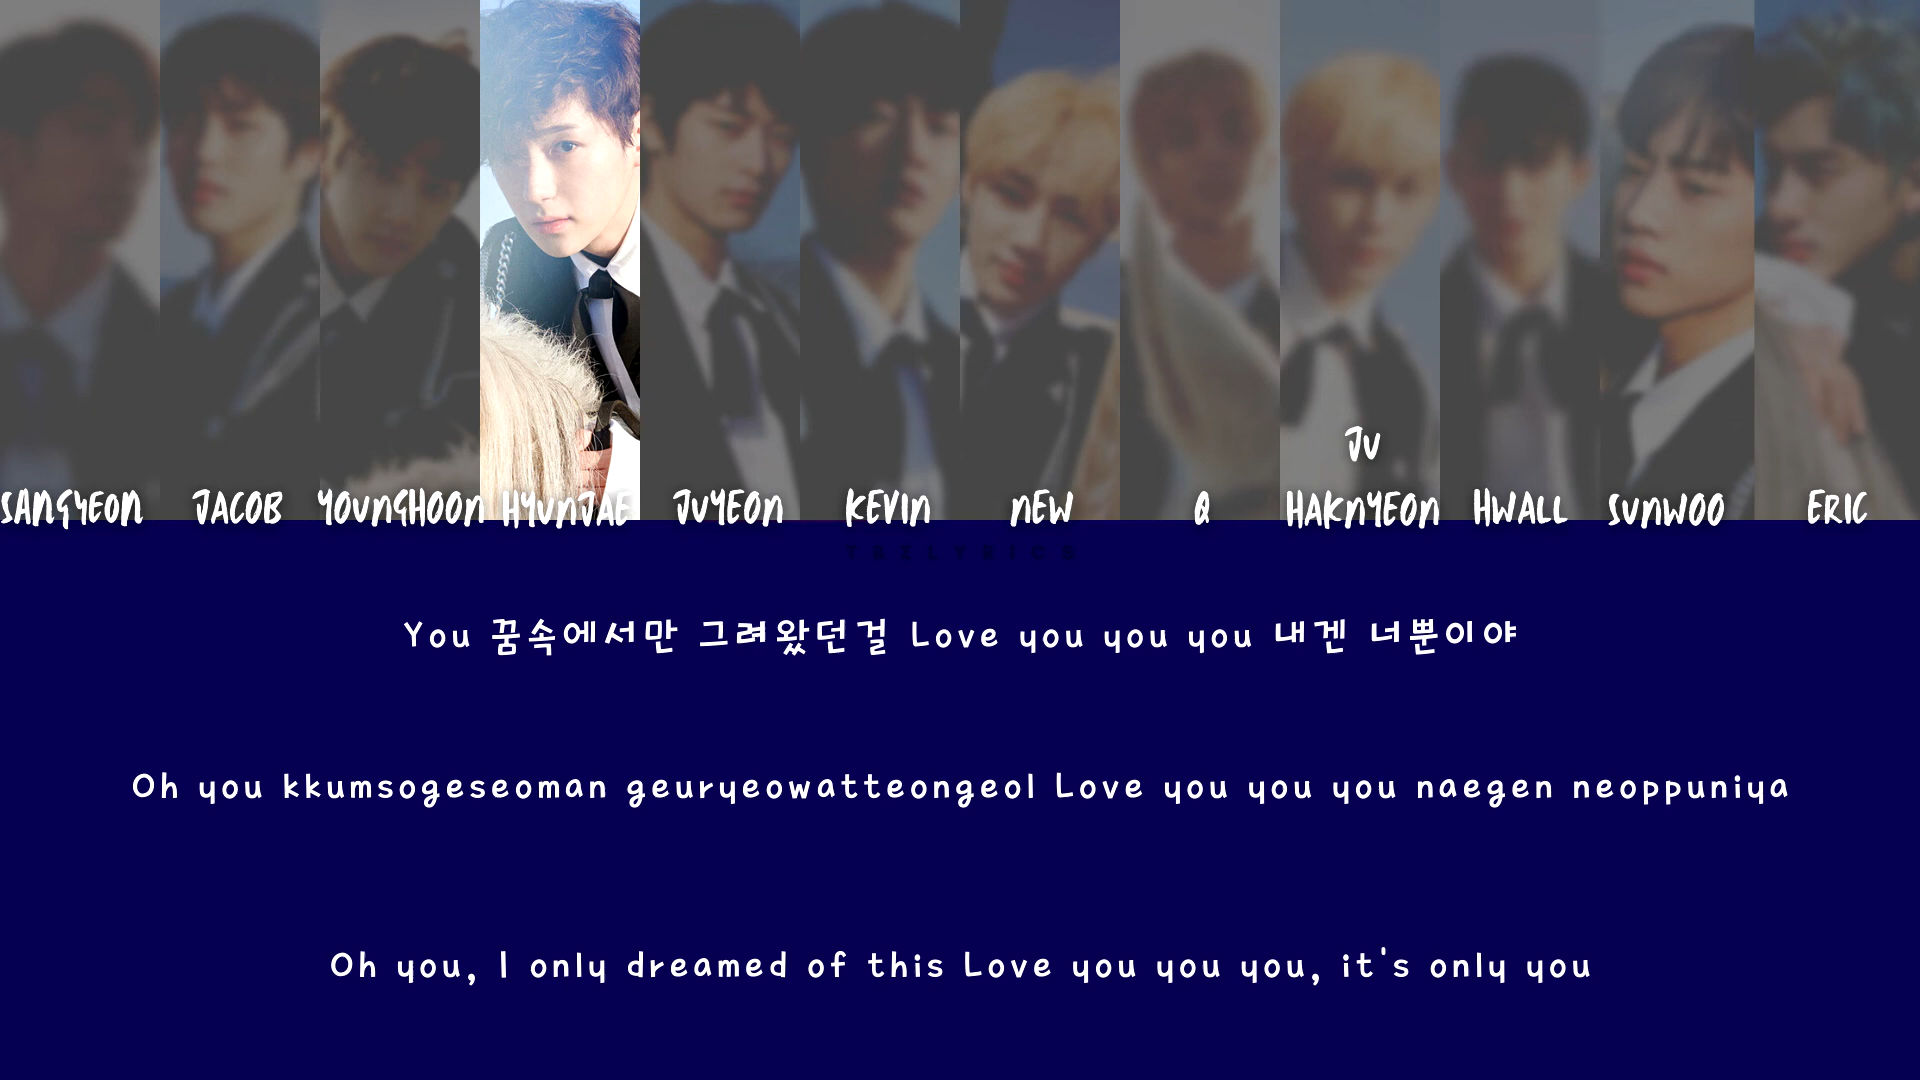 Ju
SANGYEON JACOB YOUNGHOON HYUNJAE JUYEON KEVIN NEW Q HAKNYEON HWALL SUNWOO ERIC
You 꿈속에서만 그려왔던걸 Love you you you 내겐 너뿐이야
Oh you kkumsogeseoman geuryeowatteongeol Love you you you naegen neoppuniya
Oh you, I only dreamed of this Love you you you, it's only you